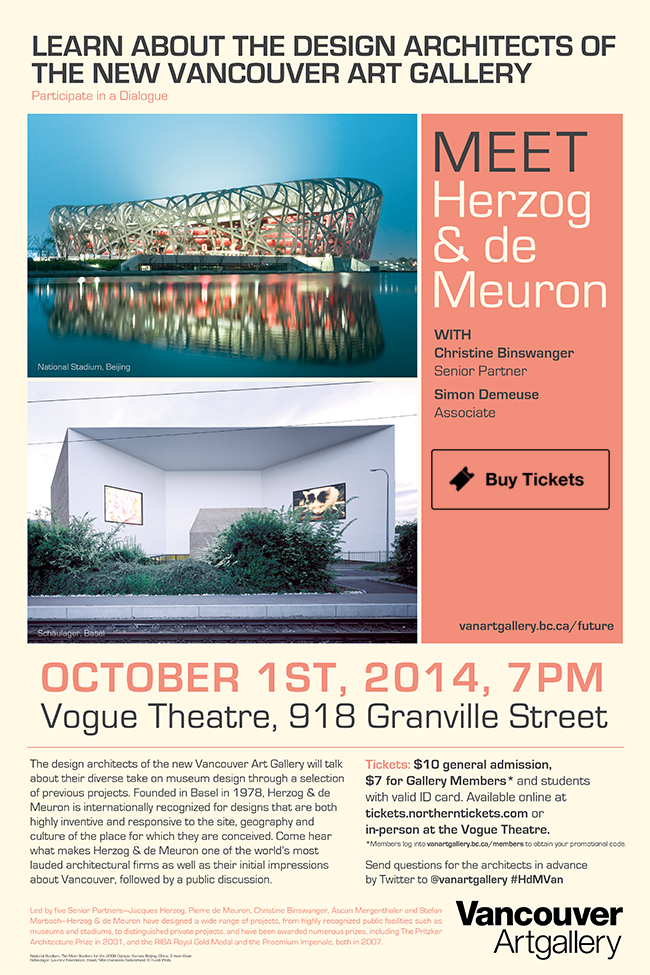 LEARN ABOUT THE DESIGN ARCHITECTS OF
THE NEW VANCOUVER ART GALLERY
Participate in a Dialogue
National Stadium, Beijing
Schaulager, Basel
MEET
Herzog
& de
Meuron
WITH
Christine Binswanger
Senior Partner
Simon Demeuse
Associate
Buy Tickets
vanartgallery.bc.ca/future
OCTOBER 1ST, 2014, 7PM
Vogue Theatre, 918 Granville Street
The design architects of the new Vancouver Art Gallery will talk
about their diverse take on museum design through a selection
of previous projects. Founded in Basel in 1978, Herzog & de
Meuron is internationally recognized for designs that are both
highly inventive and responsive to the site, geography and
culture of the place for which they are conceived. Come hear
what makes Herzog & de Meuron one of the world's most
lauded architectural firms as well as their initial impressions
about Vancouver, followed by a public discussion.
Tickets: $10 general admission,
$7 for Gallery Members* and students
with valid ID card. Available online at
tickets.northerntickets.com or
in-person at the Vogue Theatre.
*Members log into vanartgallery.bc.ca/members to obtain your promotional code.
Send questions for the architects in advance
by Twitter to @vanartgallery #HdMVan
Led by five Senior Partners—Jacques Herzog, Pierre de Meuron, Christine Binswanger, Ascan Mergenthaler and Stefan
Marbach—Herzog & de Meuron have designed a wide range of projects, from highly recognized public facilities such as
museums and stadiums, to distinguished private projects, and have been awarded numerous prizes, including The Pritzker
Architecture Prize in 2001, and the RIBA Royal Gold Medal and the Praemium Imperiale, both in 2007.
National Stadium, The Main Stadium for the 2008 Olympic Games Beijing, China
Vancouver
Artgallery